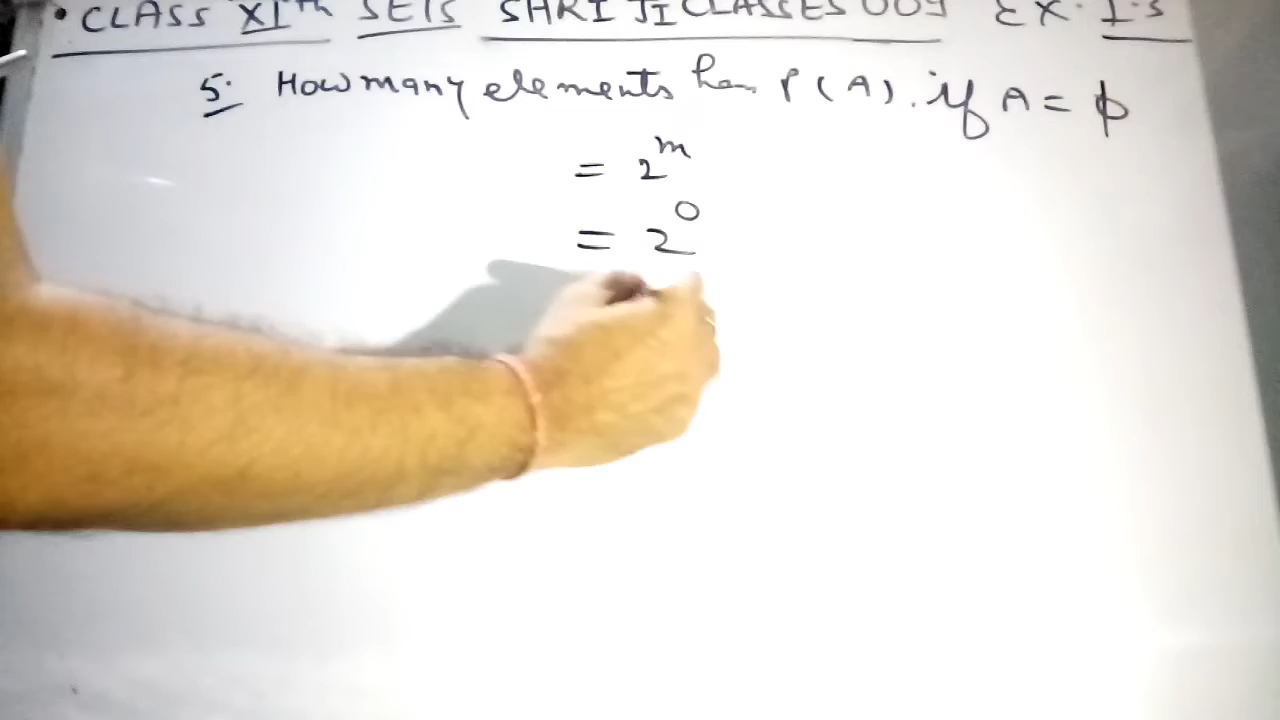 • CLASS XIth SETS SHRI JI CLASSES 009 EX. 1.3
5. How many elements has P(A). if A = ϕ
= 2^m
= 2^0